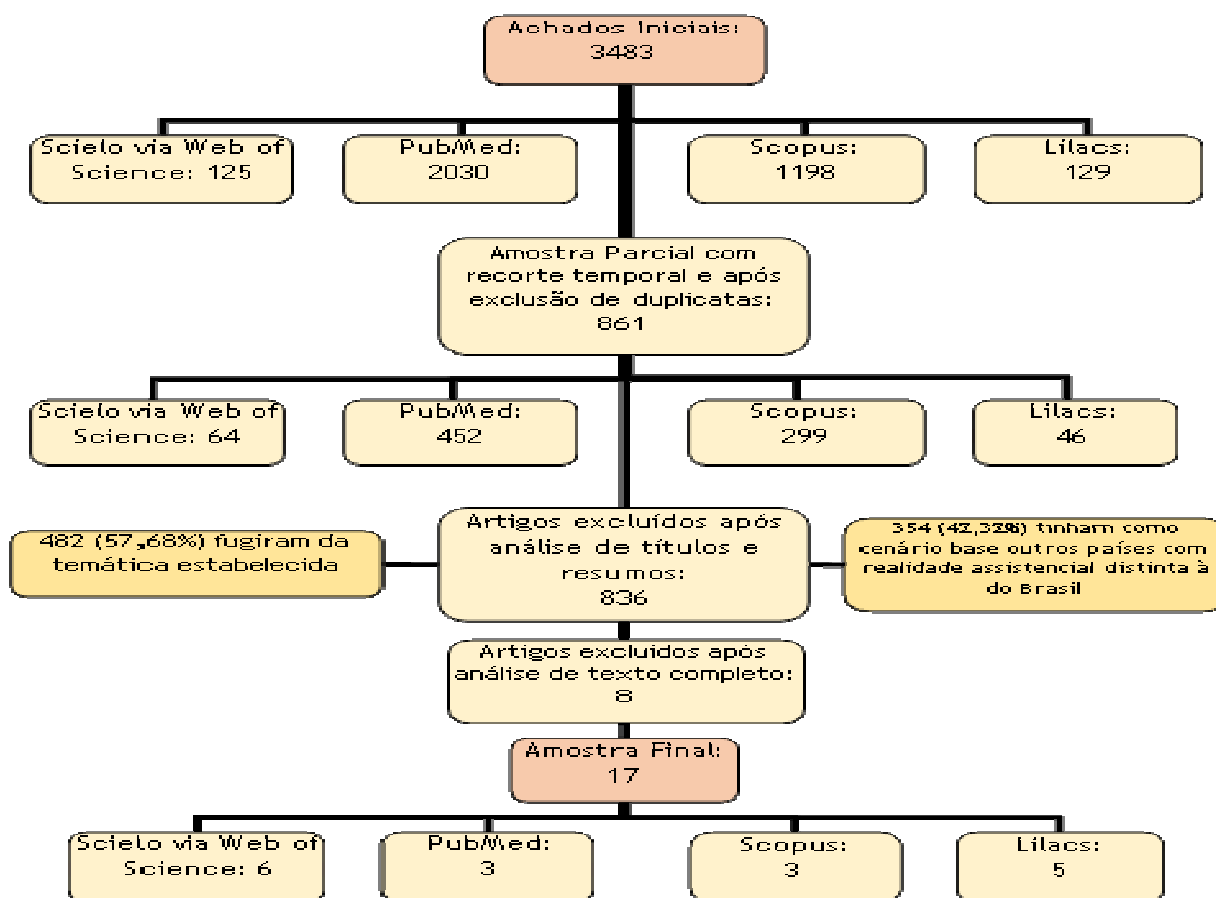 Achados Iniciais:
3483
Scielo via Web of
Science: 125
PubMed:
2030
Scopus:
1198
Lilacs:
129
Amostra Parcial com
recorte temporal e após
exclusão de duplicatas:
861
Scielo via Web of
Science: 64
PubMed:
452
Scopus:
299
Lilacs:
46
482 (57,68%) fugiram da
temática estabelecida
Artigos excluídos após
análise de títulos e
resumos:
836
354 tinham como
cenário base outros países com
realidade assistencial distinta à
do Brasil
Artigos excluídos após
análise de texto completo:
8
Amostra Final:
17
Scielo via Web of
Science: 6
PubMed:
3
Scopus:
3
Lilacs:
5